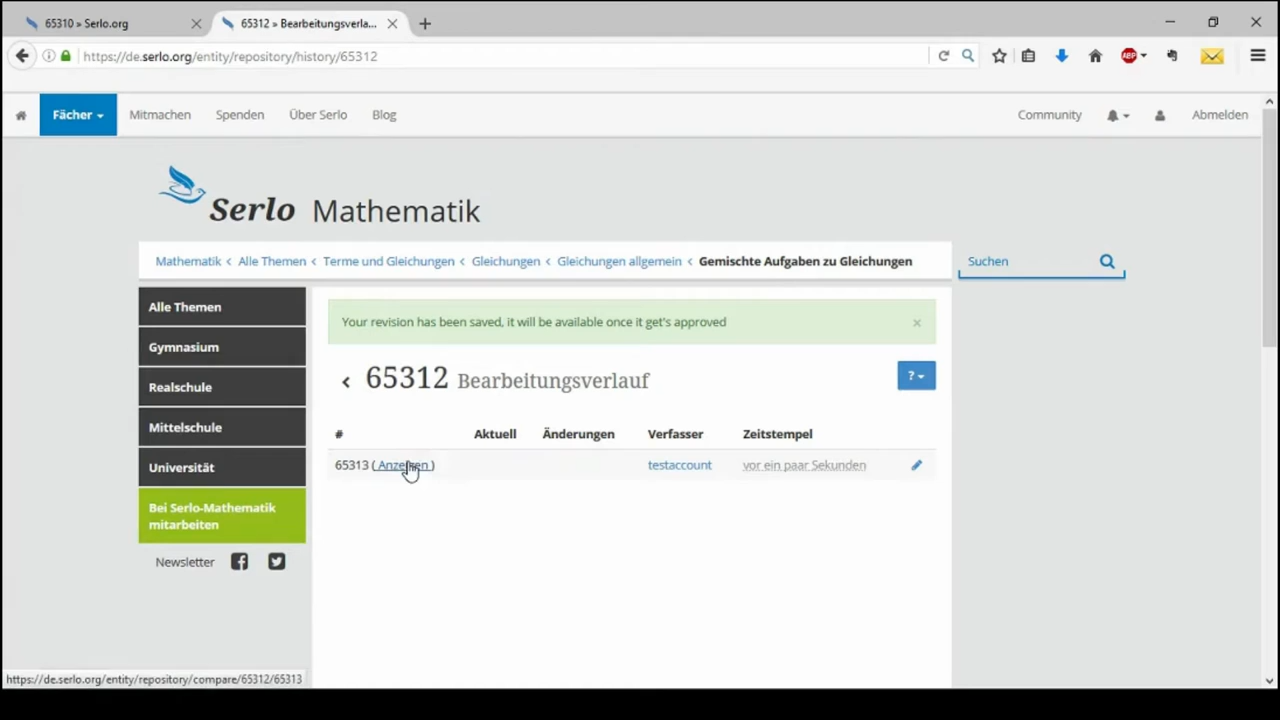 65310 » Serlo.org
65312 » Bearbeitungsverla...
https://de.serlo.org/entity/repository/history/65312
ABP
Fächer
Mitmachen
Spenden
Über Serlo
Blog
Community
Abmelden
Serlo Mathematik
Mathematik < Alle Themen < Terme und Gleichungen < Gleichungen < Gleichungen allgemein < Gemischte Aufgaben zu Gleichungen
Suchen
Alle Themen
Gymnasium
Realschule
Mittelschule
Universität
Bei Serlo-Mathematik
mitarbeiten
Newsletter
Your revision has been saved, it will be available once it get's approved ×
65312 Bearbeitungsverlauf
?
# Aktuell Änderungen Verfasser Zeitstempel
65313 ( Anzeigen ) testaccount vor ein paar Sekunden
https://de.serlo.org/entity/repository/compare/65312/65313